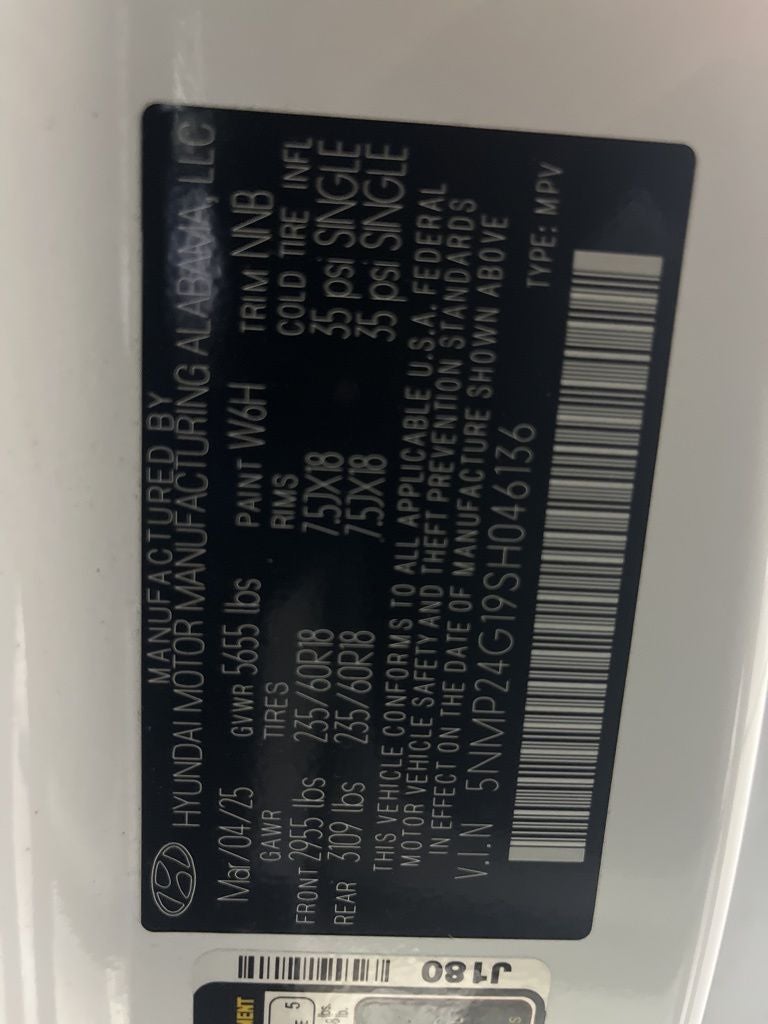 MANUFACTURED BY
HYUNDAI MOTOR MANUFACTURING ALABAMA, LLC
Mar/04/25 GVWR 5655 lbs PAINT W6H TRIM NNB
GAWR TIRES RIMS COLD TIRE INFL
FRONT 2955 lbs 235/60R18 7.5JX18 35 psi SINGLE
REAR 3109 lbs 235/60R18 7.5JX18 35 psi SINGLE
THIS VEHICLE CONFORMS TO ALL APPLICABLE U.S.A. FEDERAL
MOTOR VEHICLE SAFETY AND THEFT PREVENTION STANDARDS
IN EFFECT ON THE DATE OF MANUFACTURE SHOWN ABOVE
V.I.N 5NMP24G19SH046136
TYPE: MPV
J180
5
lbs.
lb.